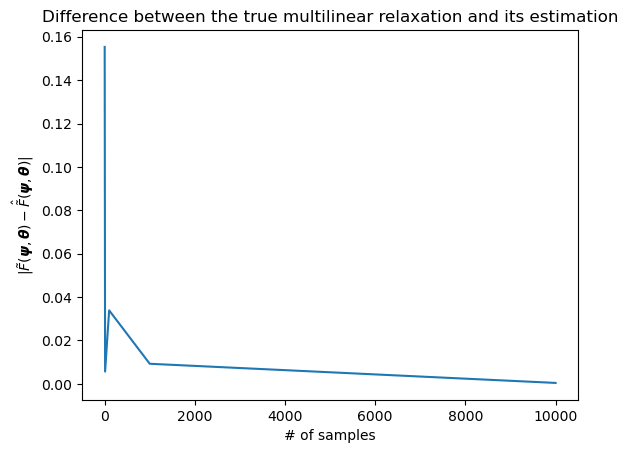 Difference between the true multilinear relaxation and its estimation
0.16
0.14
0.12
0.10
0.08
0.06
0.04
0.02
0.00
|F̃(𝝍, 𝜽) − F̂(𝝍, 𝜽)|
0 2000 4000 6000 8000 10000
# of samples